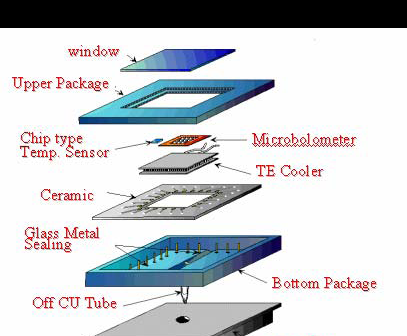 window
Upper Package
Chip type
Temp. Sensor
Microbolometer
TE Cooler
Ceramic
Glass Metal
Sealing
Bottom Package
Off CU Tube